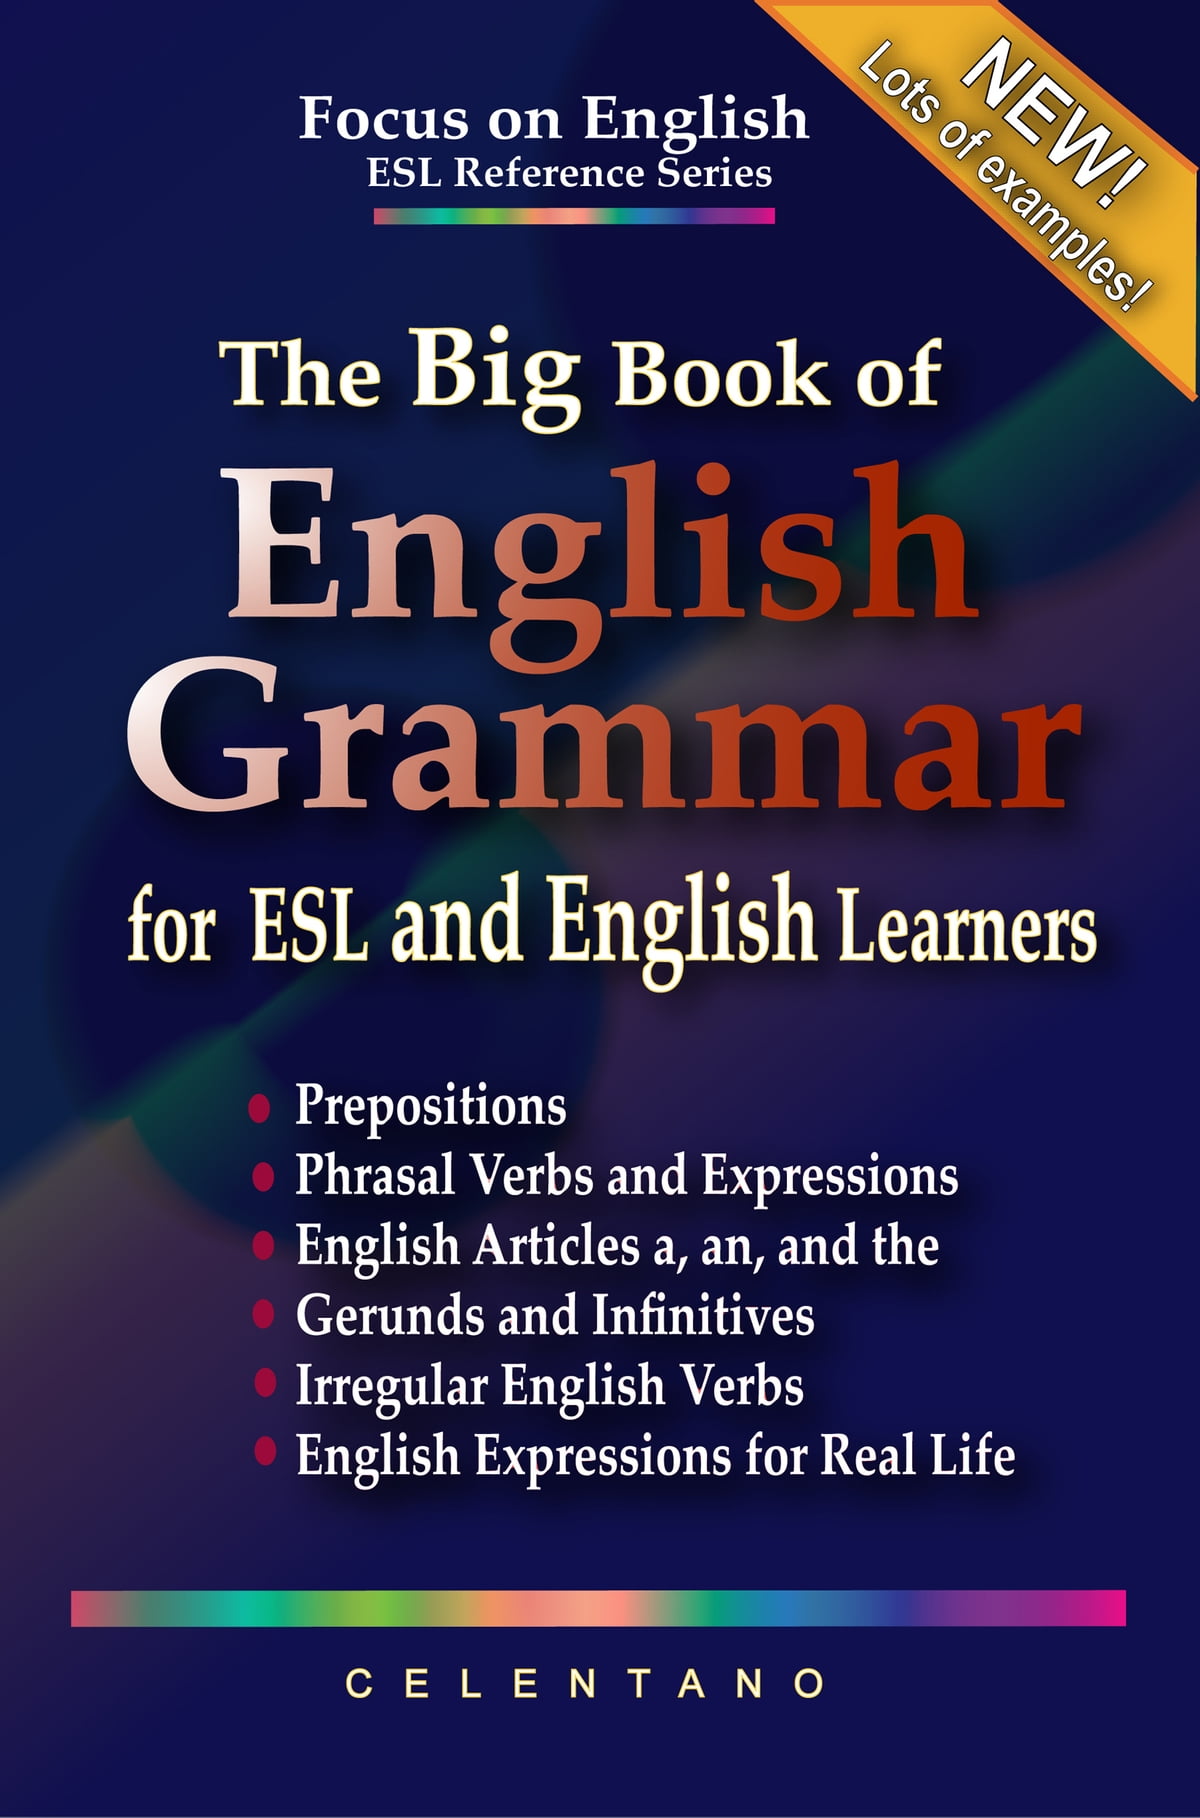 Focus on English
ESL Reference Series
NEW!
Lots of examples!
The Big Book of
English
Grammar
for ESL and English Learners
Prepositions
Phrasal Verbs and Expressions
English Articles a, an, and the
Gerunds and Infinitives
Irregular English Verbs
English Expressions for Real Life
CELENTANO